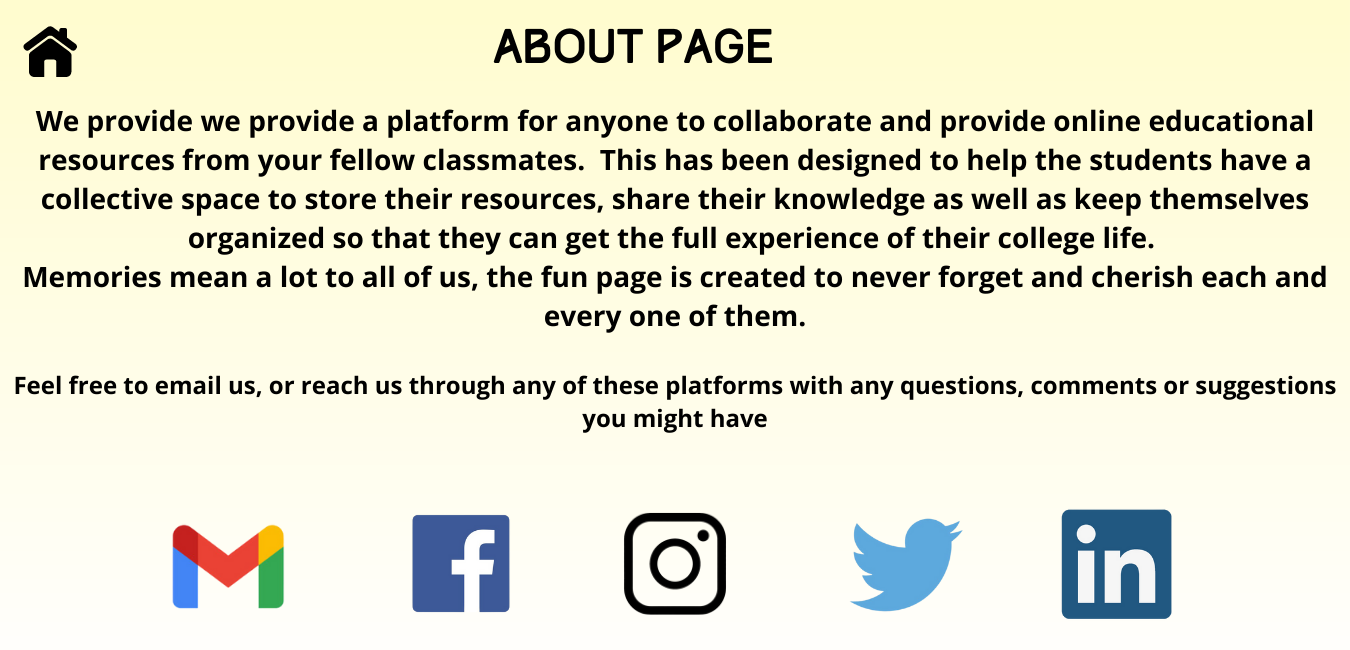 ABOUT PAGE
We provide we provide a platform for anyone to collaborate and provide online educational
resources from your fellow classmates.  This has been designed to help the students have a
collective space to store their resources, share their knowledge as well as keep themselves
organized so that they can get the full experience of their college life.
Memories mean a lot to all of us, the fun page is created to never forget and cherish each and
every one of them.
Feel free to email us, or reach us through any of these platforms with any questions, comments or suggestions
you might have
f
in